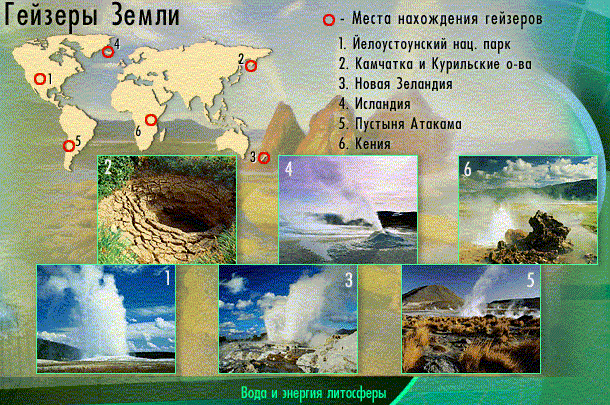 Гейзеры Земли
- Места нахождения гейзеров
1. Йелоустоунский нац. парк
2. Камчатка и Курильские о-ва
3. Новая Зеландия
4. Исландия
5. Пустыня Атакама
6. Кения
4
2
1
6
5
3
2
4
6
1
3
5
Вода и энергия литосферы